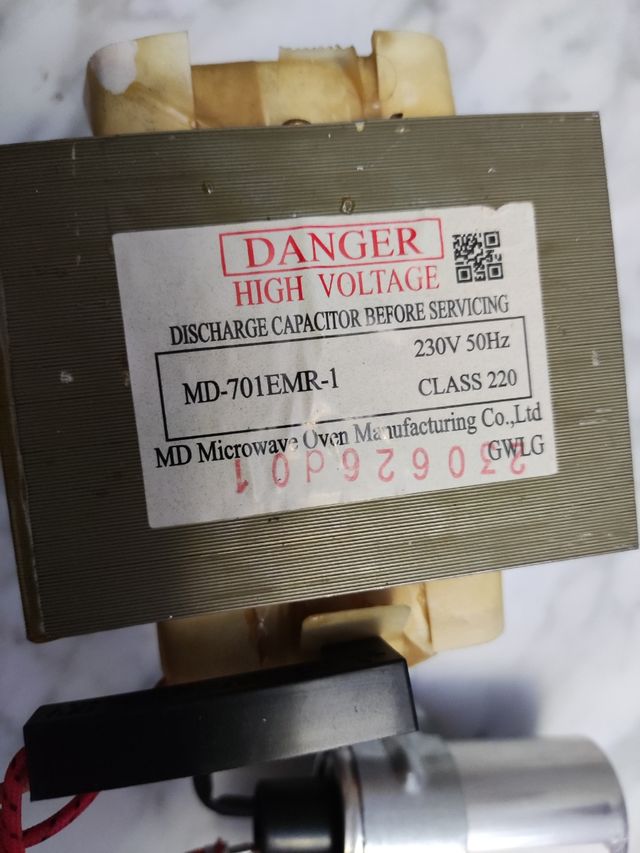 DANGER
HIGH VOLTAGE
DISCHARGE CAPACITOR BEFORE SERVICING
230V 50Hz
MD-701EMR-1
CLASS 220
MD Microwave Oven Manufacturing Co.,Ltd
GWLG
230626d01